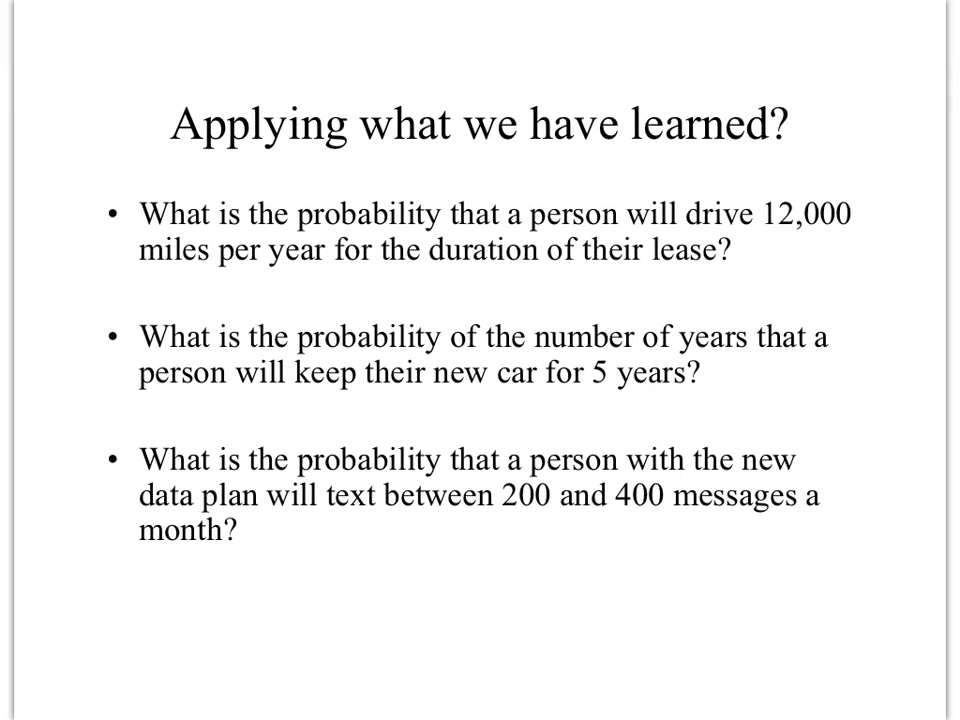 Applying what we have learned?
• What is the probability that a person will drive 12,000
miles per year for the duration of their lease?
• What is the probability of the number of years that a
person will keep their new car for 5 years?
• What is the probability that a person with the new
data plan will text between 200 and 400 messages a
month?